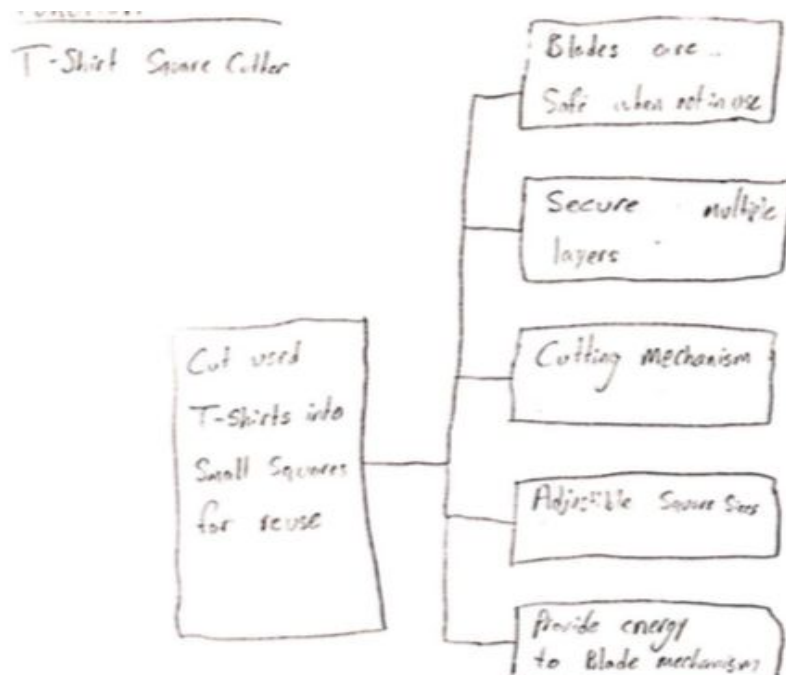 T-Shirt Square Cutter
Blades are
Safe when not in use
Secure multiple
layers
Cut used
T-Shirts into
Small Squares
for reuse
Cutting mechanism
Adjustible Square Sizes
Provide energy
to Blade mechanism